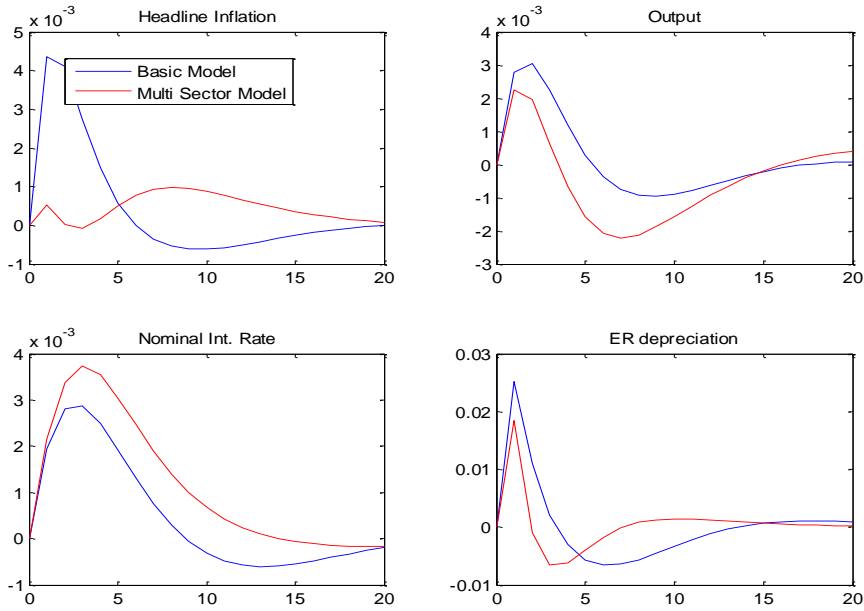 Headline Inflation
x 10^-3
5
4
3
2
1
0
-1
0 5 10 15 20
Basic Model
Multi Sector Model
Output
x 10^-3
4
3
2
1
0
-1
-2
-3
0 5 10 15 20
Nominal Int. Rate
x 10^-3
4
3
2
1
0
-1
0 5 10 15 20
ER depreciation
0.03
0.02
0.01
0
-0.01
0 5 10 15 20